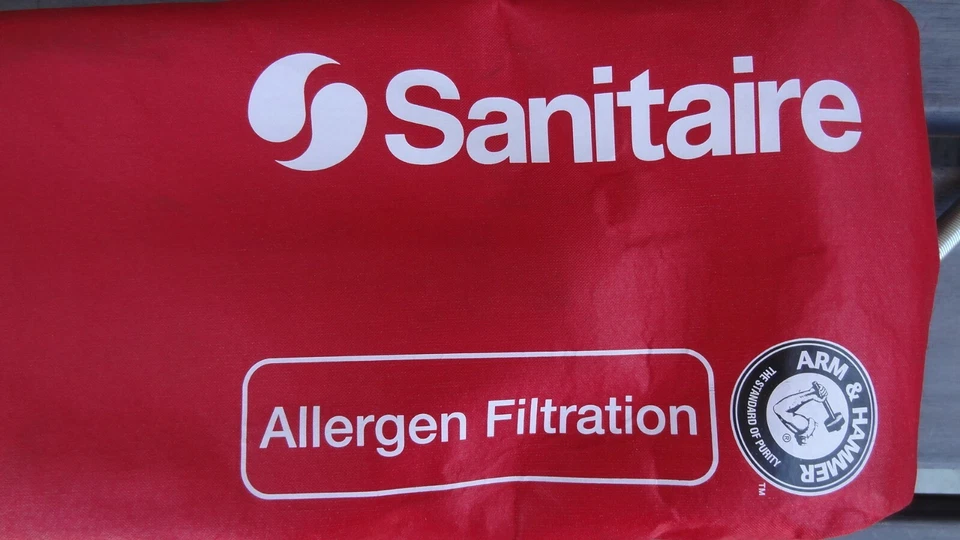 Sanitaire
Allergen Filtration
ARM & HAMMER
THE STANDARD OF PURITY
®
TM